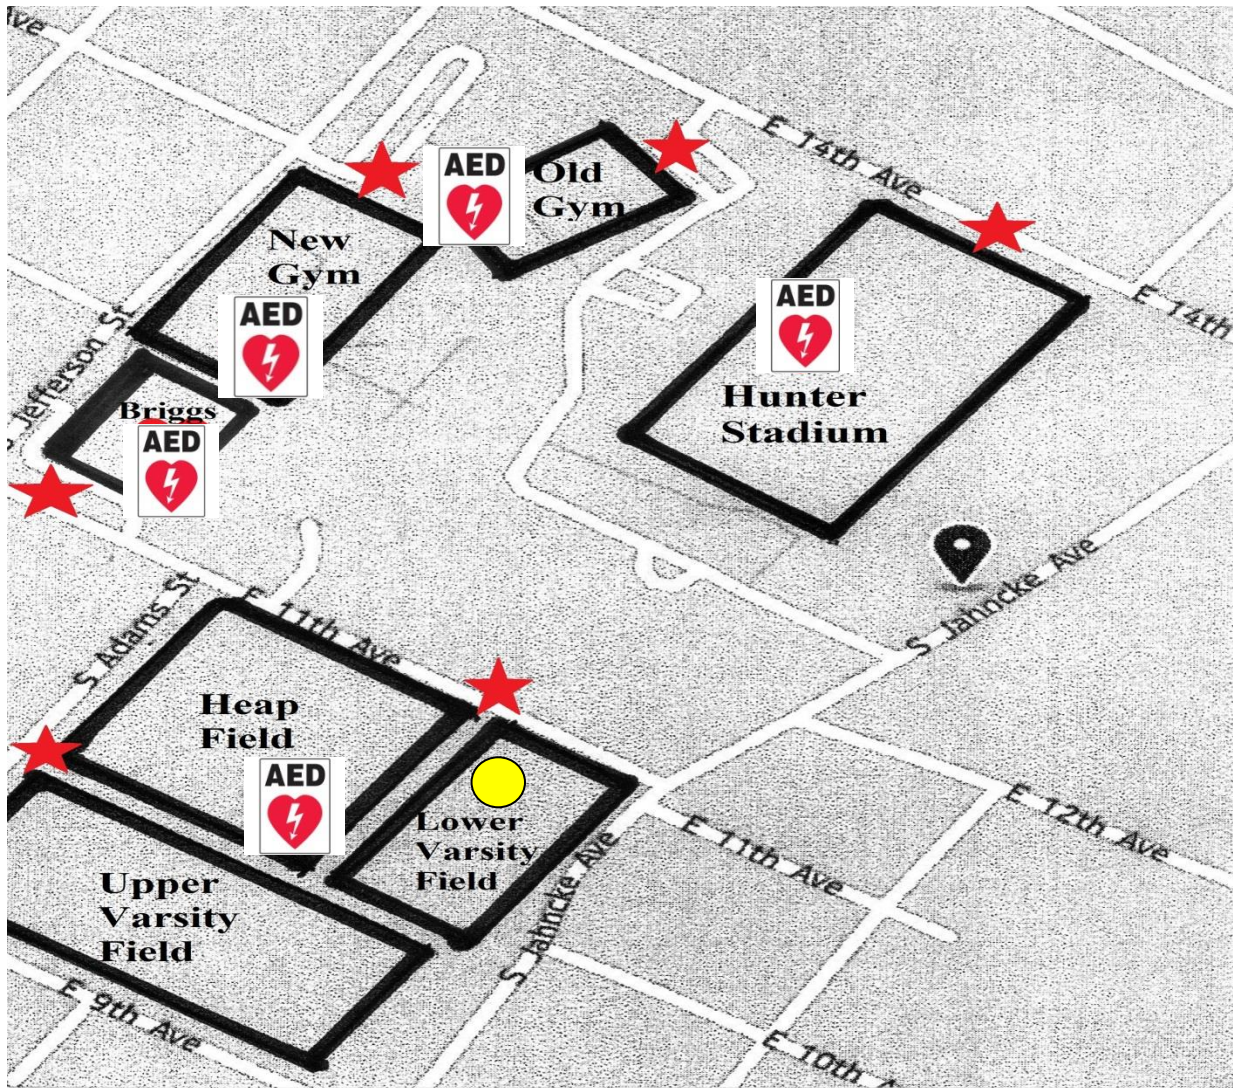 Ave
E 14th Ave
E 14th
AED
Old
Gym
New
Gym
AED
AED
S Jefferson St
Briggs
AED
Hunter
Stadium
S Adams St
E 11th Ave
S Jahncke Ave
Heap
Field
AED
Lower
Varsity
Field
Upper
Varsity
Field
E 12th Ave
E 11th Ave
S Jahncke Ave
E 9th Ave
E 10th A